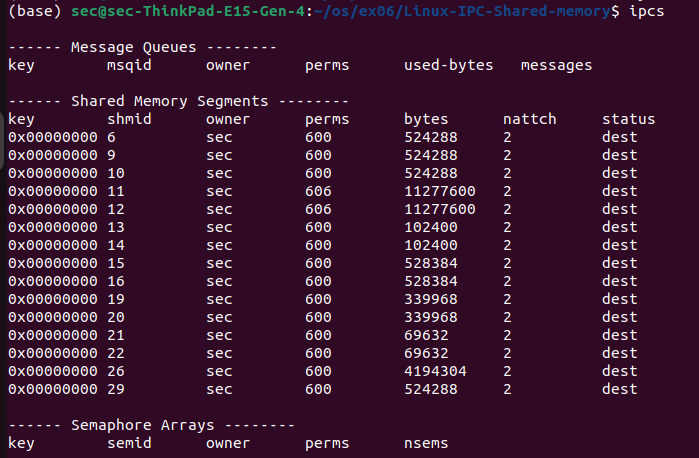 (base) sec@sec-ThinkPad-E15-Gen-4:~/os/ex06/Linux-IPC-Shared-memory$ ipcs
------ Message Queues --------
key        msqid      owner      perms      used-bytes   messages
------ Shared Memory Segments --------
key        shmid      owner      perms      bytes      nattch     status
0x00000000 6          sec        600        524288     2          dest
0x00000000 9          sec        600        524288     2          dest
0x00000000 10         sec        600        524288     2          dest
0x00000000 11         sec        606        11277600   2          dest
0x00000000 12         sec        606        11277600   2          dest
0x00000000 13         sec        600        102400     2          dest
0x00000000 14         sec        600        102400     2          dest
0x00000000 15         sec        600        528384     2          dest
0x00000000 16         sec        600        528384     2          dest
0x00000000 19         sec        600        339968     2          dest
0x00000000 20         sec        600        339968     2          dest
0x00000000 21         sec        600        69632      2          dest
0x00000000 22         sec        600        69632      2          dest
0x00000000 26         sec        600        4194304    2          dest
0x00000000 29         sec        600        524288     2          dest
------ Semaphore Arrays --------
key        semid      owner      perms      nsems